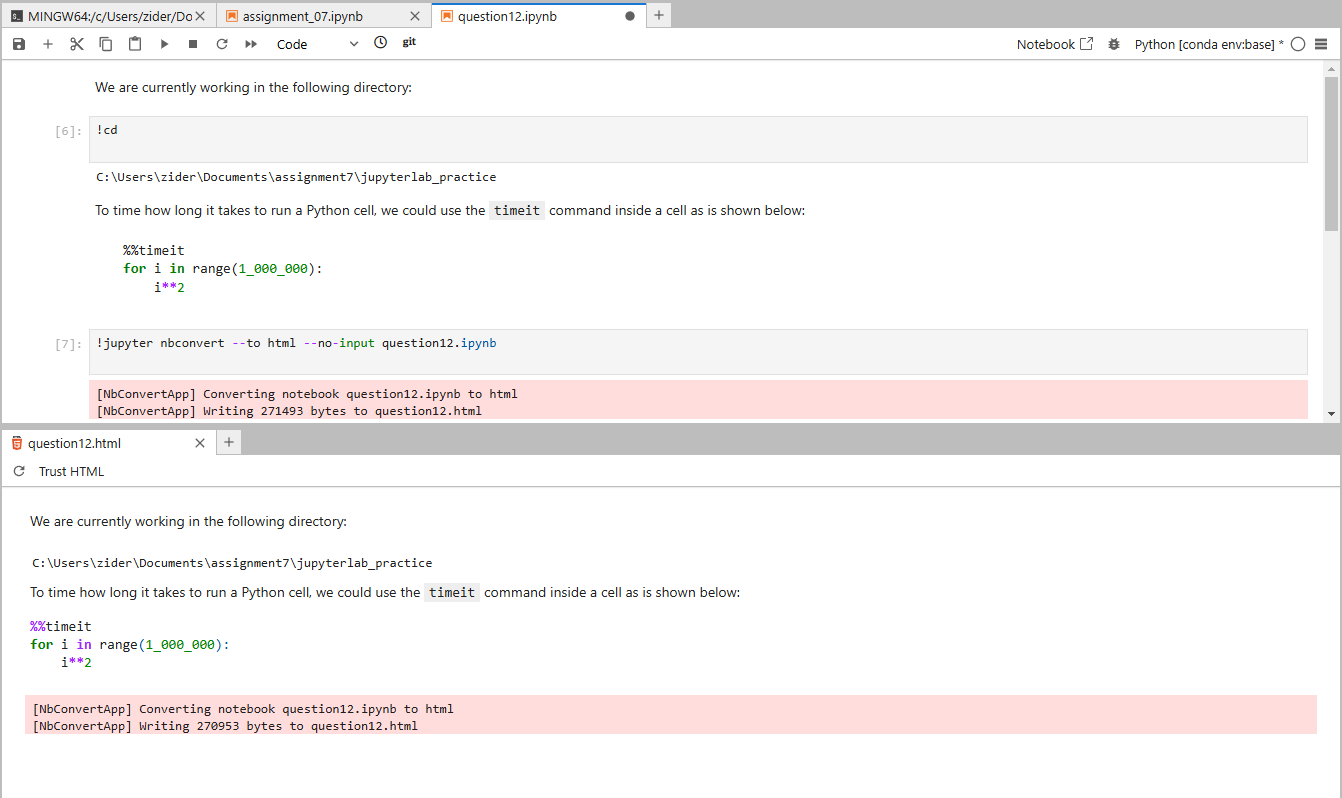 MINGW64:/c/Users/zider/Do
assignment_07.ipynb
question12.ipynb
Code
git
Notebook
Python [conda env:base] *
We are currently working in the following directory:
[6]:
!cd
C:\Users\zider\Documents\assignment7\jupyterlab_practice
To time how long it takes to run a Python cell, we could use the timeit command inside a cell as is shown below:
%%timeit
for i in range(1_000_000):
    i**2
[7]:
!jupyter nbconvert --to html --no-input question12.ipynb
[NbConvertApp] Converting notebook question12.ipynb to html
[NbConvertApp] Writing 271493 bytes to question12.html
question12.html
Trust HTML
We are currently working in the following directory:
C:\Users\zider\Documents\assignment7\jupyterlab_practice
To time how long it takes to run a Python cell, we could use the timeit command inside a cell as is shown below:
%%timeit
for i in range(1_000_000):
    i**2
[NbConvertApp] Converting notebook question12.ipynb to html
[NbConvertApp] Writing 270953 bytes to question12.html